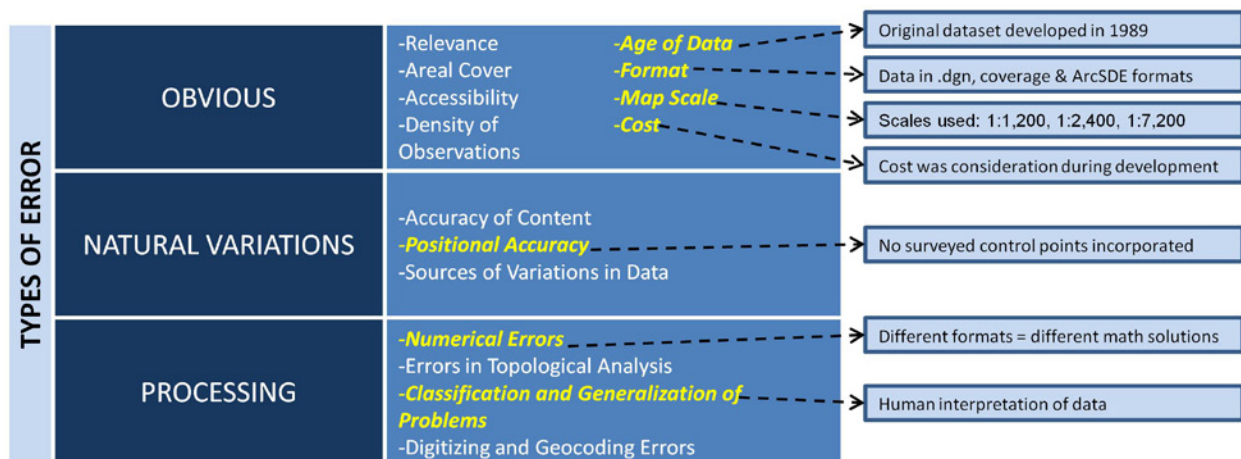 TYPES OF ERROR
OBVIOUS
-Relevance
-Areal Cover
-Accessibility
-Density of
Observations
-Age of Data
-Format
-Map Scale
-Cost
Original dataset developed in 1989
Data in .dgn, coverage & ArcSDE formats
Scales used: 1:1,200, 1:2,400, 1:7,200
Cost was consideration during development
NATURAL VARIATIONS
-Accuracy of Content
-Positional Accuracy
-Sources of Variations in Data
No surveyed control points incorporated
PROCESSING
-Numerical Errors
-Errors in Topological Analysis
-Classification and Generalization of
Problems
-Digitizing and Geocoding Errors
Different formats = different math solutions
Human interpretation of data